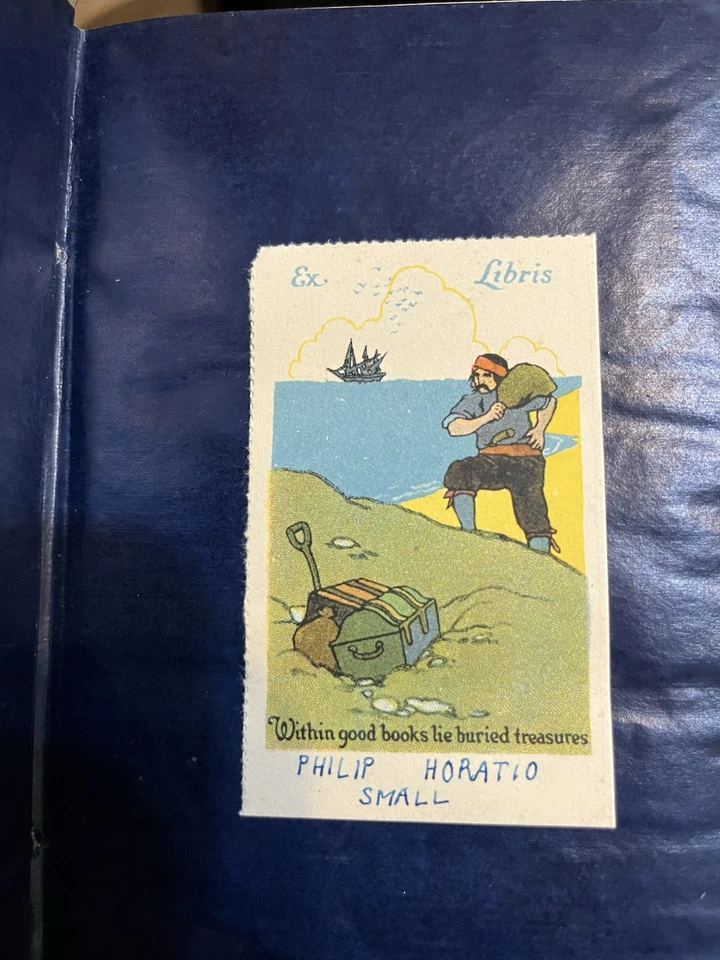 Ex Libris
Within good books lie buried treasures
PHILIP HORATIO
SMALL